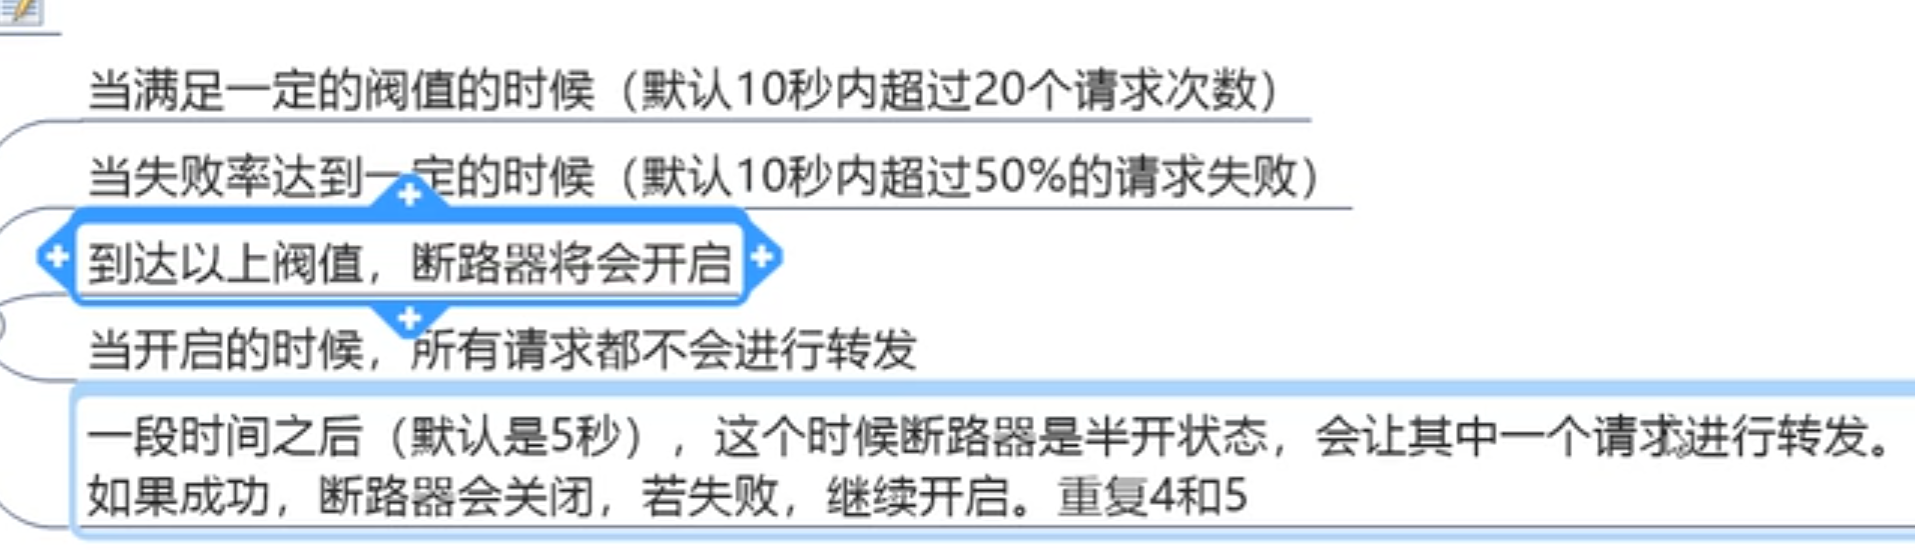 当满足一定的阀值的时候（默认10秒内超过20个请求次数）
当失败率达到一定的时候（默认10秒内超过50%的请求失败）
到达以上阀值，断路器将会开启
当开启的时候，所有请求都不会进行转发
一段时间之后（默认是5秒），这个时候断路器是半开状态，会让其中一个请求进行转发。
如果成功，断路器会关闭，若失败，继续开启。重复4和5